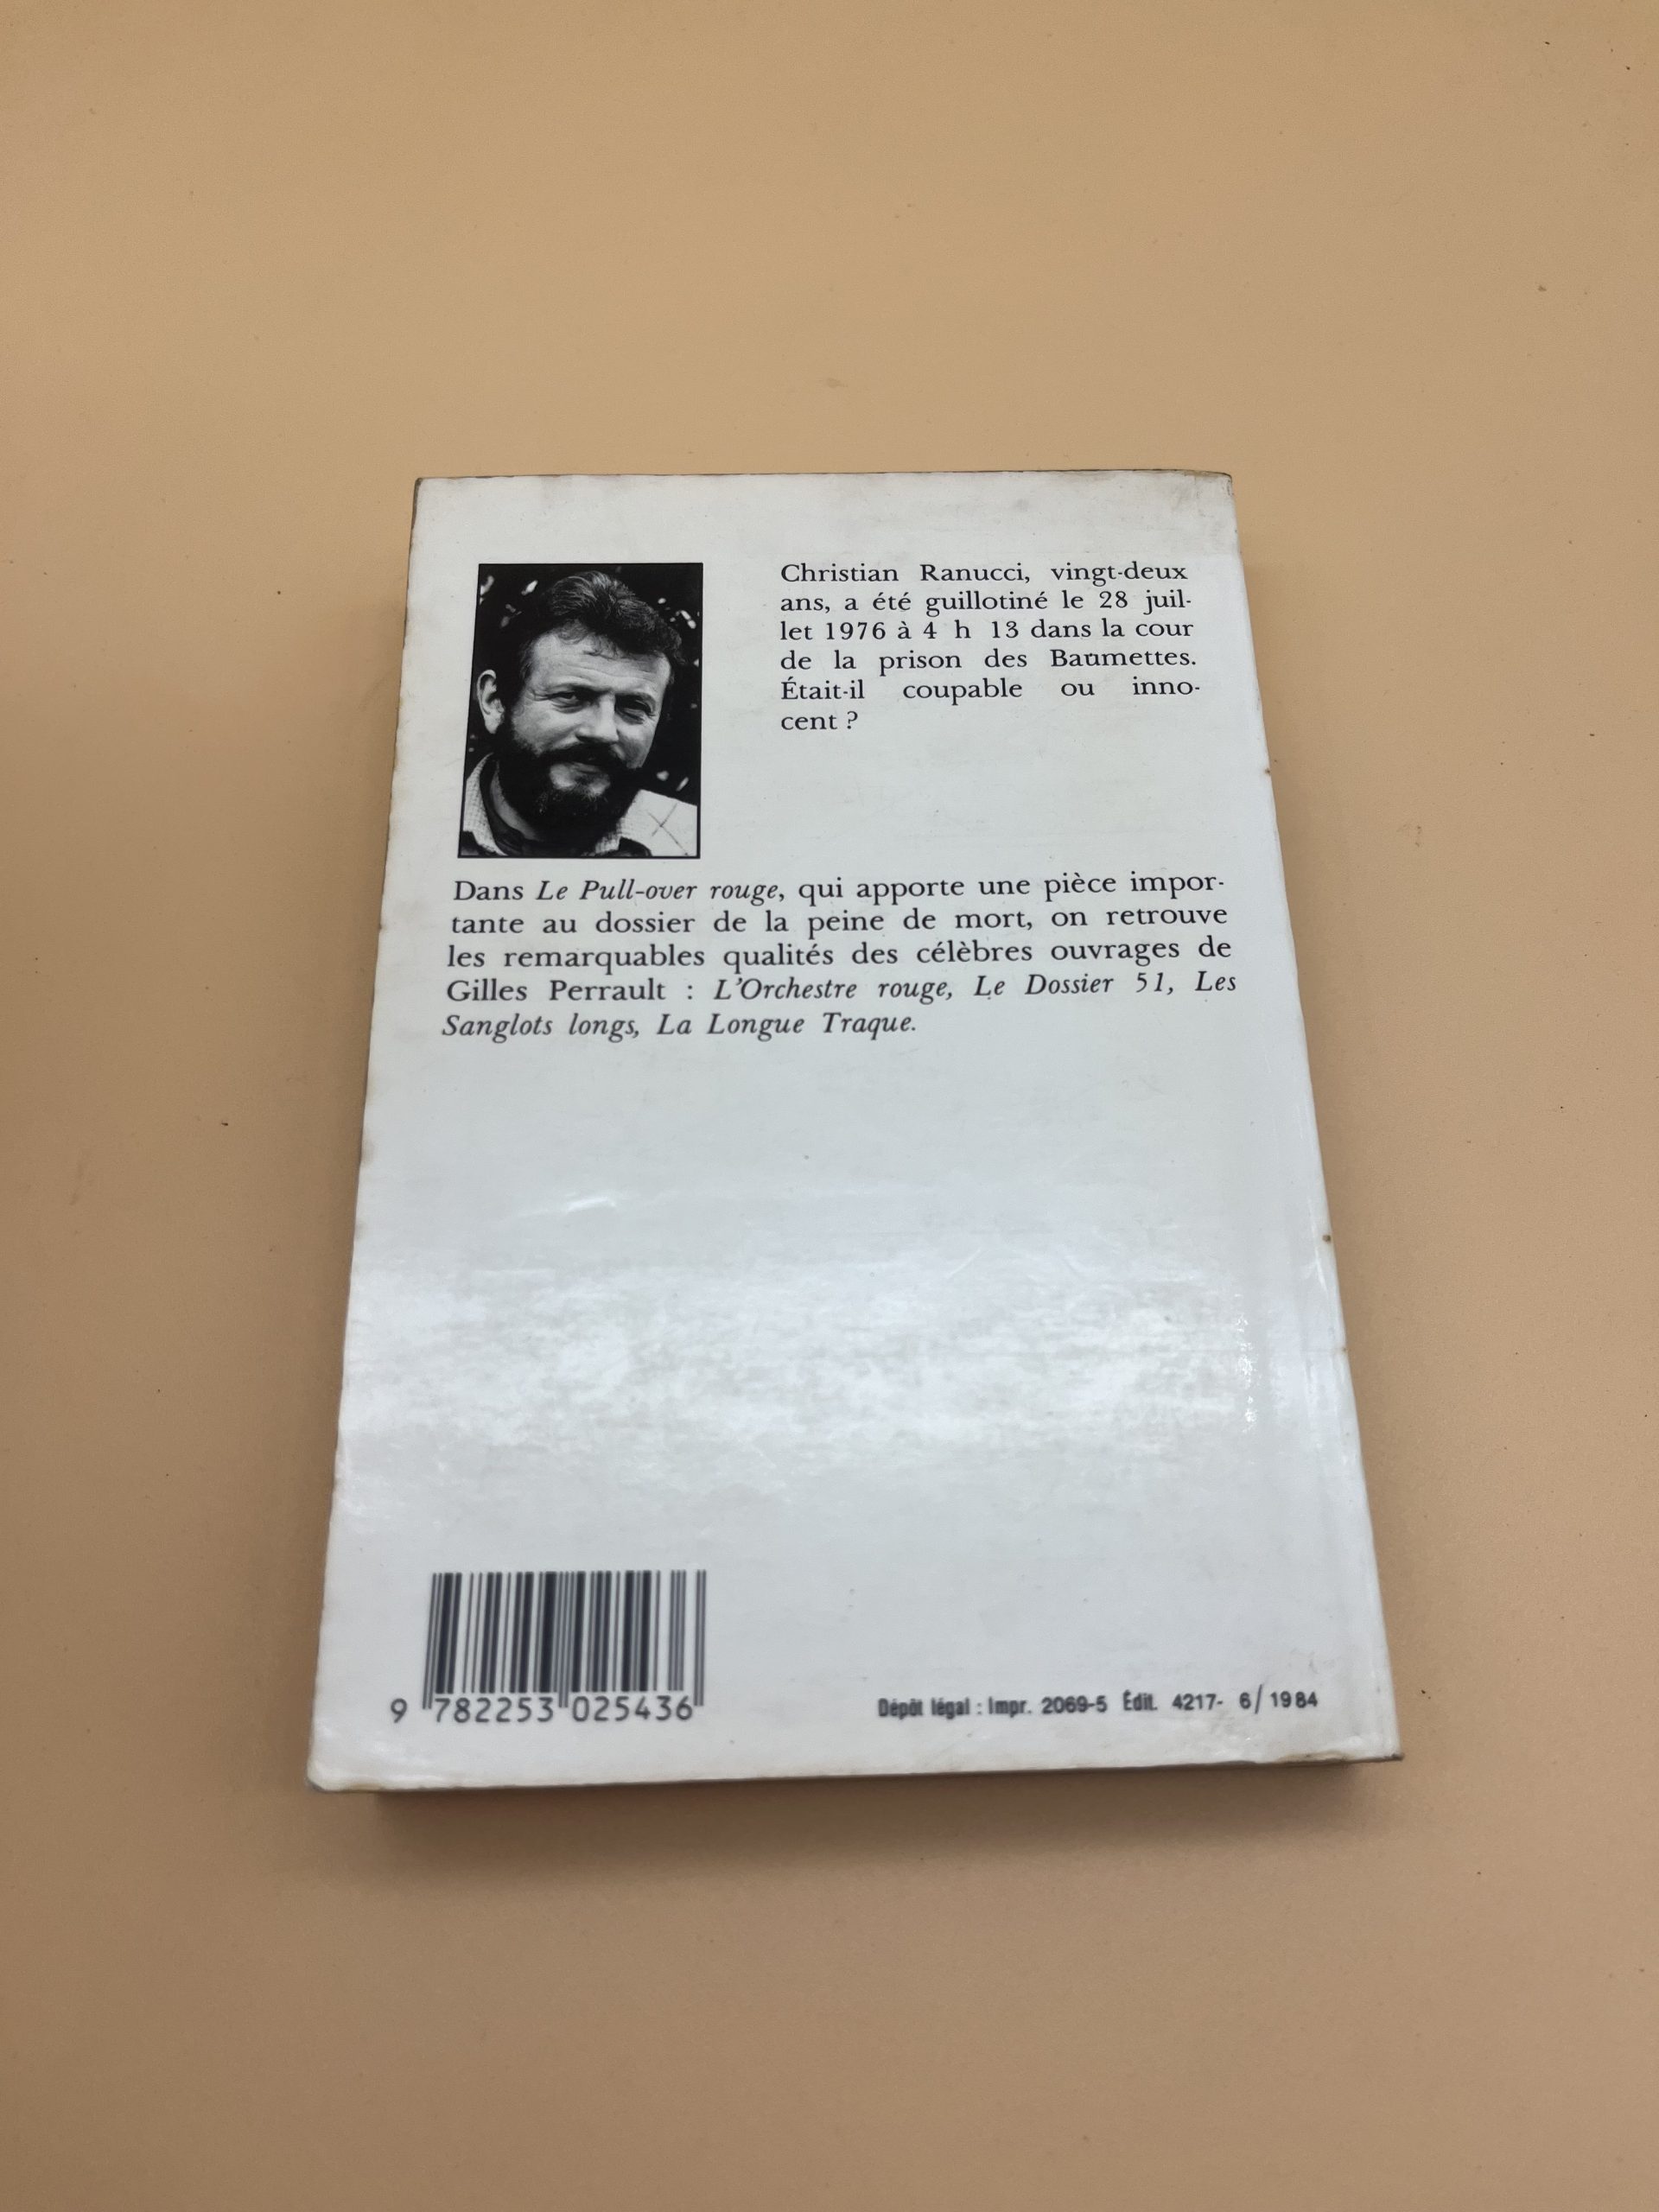 Christian Ranucci, vingt-deux
ans, a été guillotiné le 28 juil-
let 1976 à 4 h 13 dans la cour
de la prison des Baumettes.
Était-il coupable ou inno-
cent ?
Dans Le Pull-over rouge, qui apporte une pièce impor-
tante au dossier de la peine de mort, on retrouve
les remarquables qualités des célèbres ouvrages de
Gilles Perrault : L'Orchestre rouge, Le Dossier 51, Les
Sanglots longs, La Longue Traque.
9 782253 025436
Dépôt légal : Impr. 2069-5 Édit. 4217- 6/1984